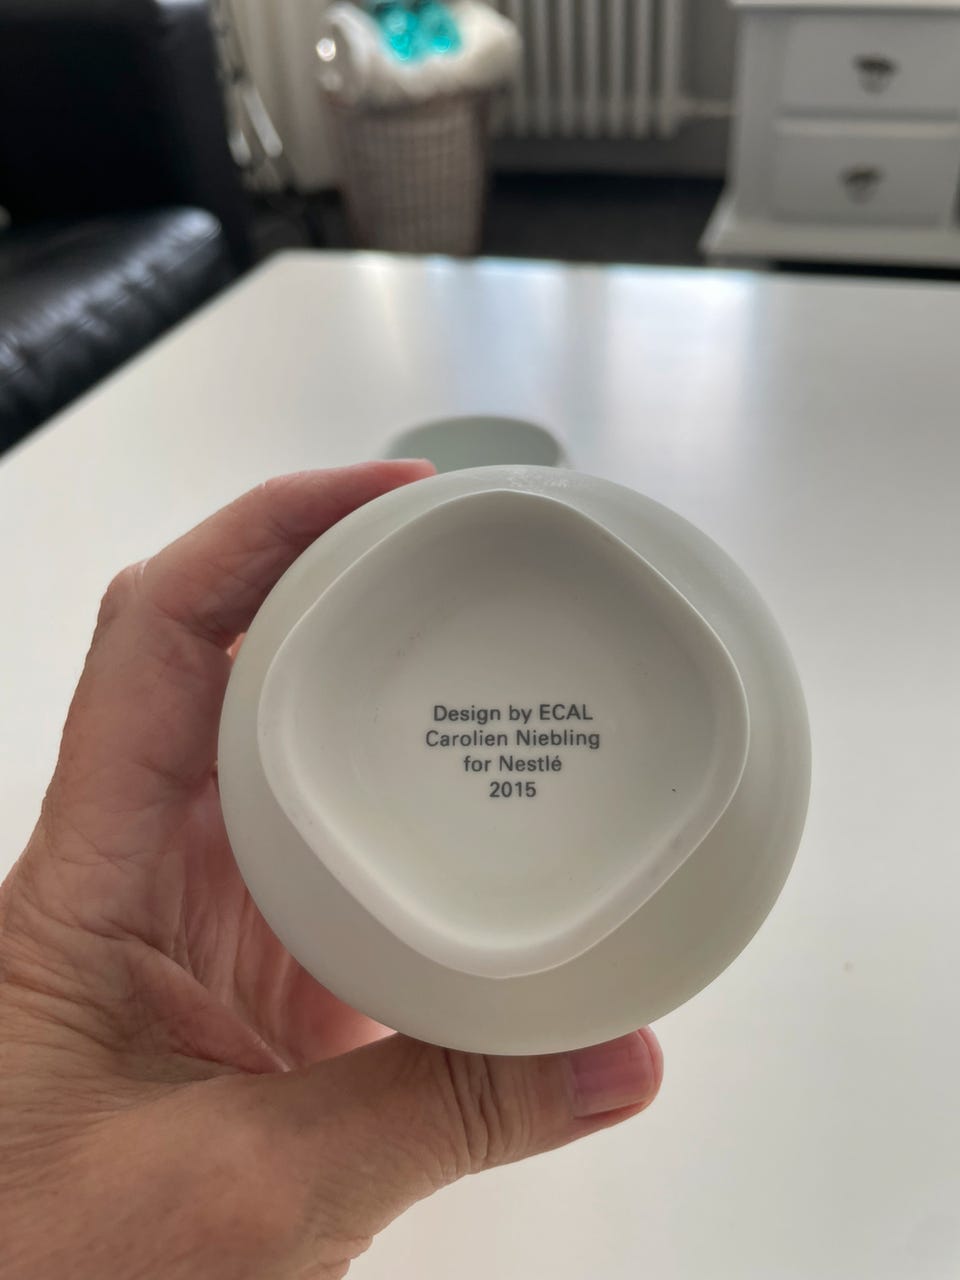 Design by ECAL
Carolien Niebling
for Nestlé
2015